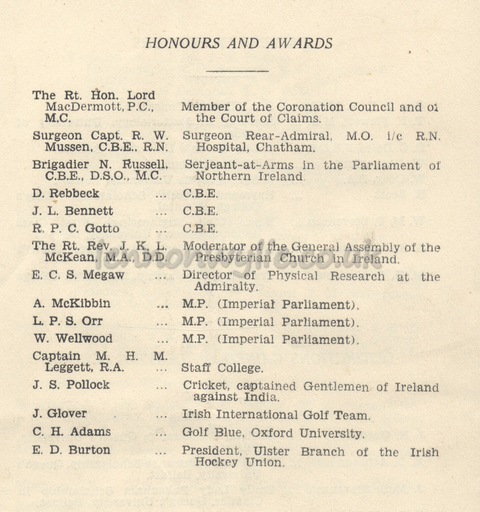 HONOURS AND AWARDS
The Rt. Hon. Lord
MacDermott, P.C., Member of the Coronation Council and of
M.C. the Court of Claims.
Surgeon Capt. R. W. Surgeon Rear-Admiral, M.O. i/c R.N.
Mussen, C.B.E., R.N. Hospital, Chatham.
Brigadier N. Russell, Serjeant-at-Arms in the Parliament of
C.B.E., D.S.O., M.C. Northern Ireland
D. Rebbeck ... C.B.E.
J. L. Bennett ... C.B.E.
R. P. C. Gotto ... C.B.E.
The Rt. Rev. J. K. L. Moderator of the General Assembly of the
McKean, M.A., D.D. Presbyterian Church in Ireland.
lennonwylie.co.uk
E. C. S. Megaw ... Director of Physical Research at the
Admiralty.
A. McKibbin ... M.P. (Imperial Parliament).
L. P. S. Orr ... M.P. (Imperial Parliament).
W. Wellwood ... M.P. (Imperial Parliament).
Captain M. H. M.
Leggett, R.A. ... Staff College.
J. S. Pollock ... Cricket, captained Gentlemen of Ireland
against India.
J. Glover ... Irish International Golf Team.
C. H. Adams ... Golf Blue, Oxford University.
E. D. Burton ... President, Ulster Branch of the Irish
Hockey Union.